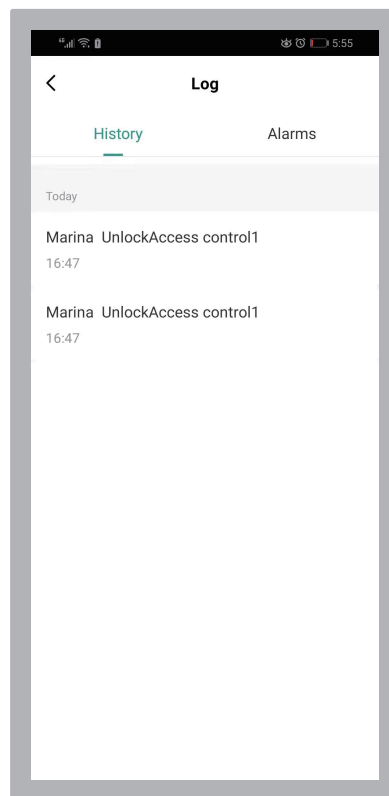 5:55
Log
History Alarms
Today
Marina UnlockAccess control1
16:47
Marina UnlockAccess control1
16:47